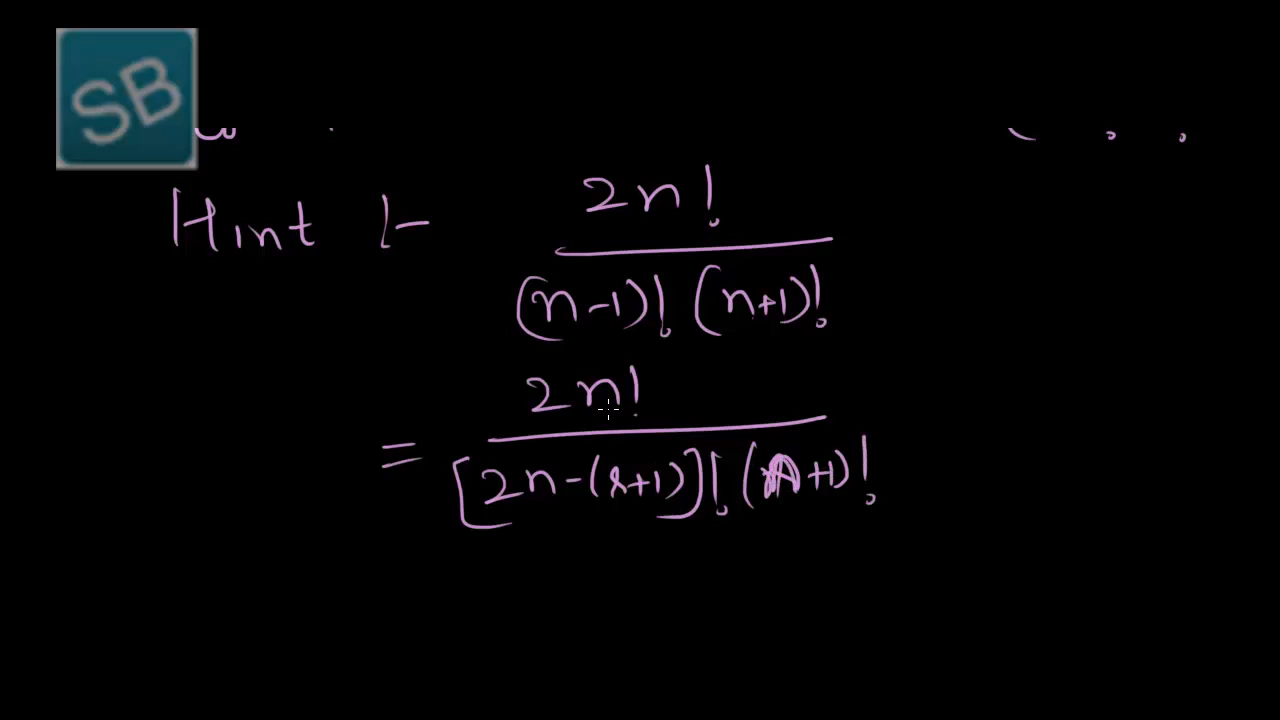 SB
Hint :-
2n!
(n-1)! (n+1)!
2n!
=
[2n-(r+1)]! ( +1)!